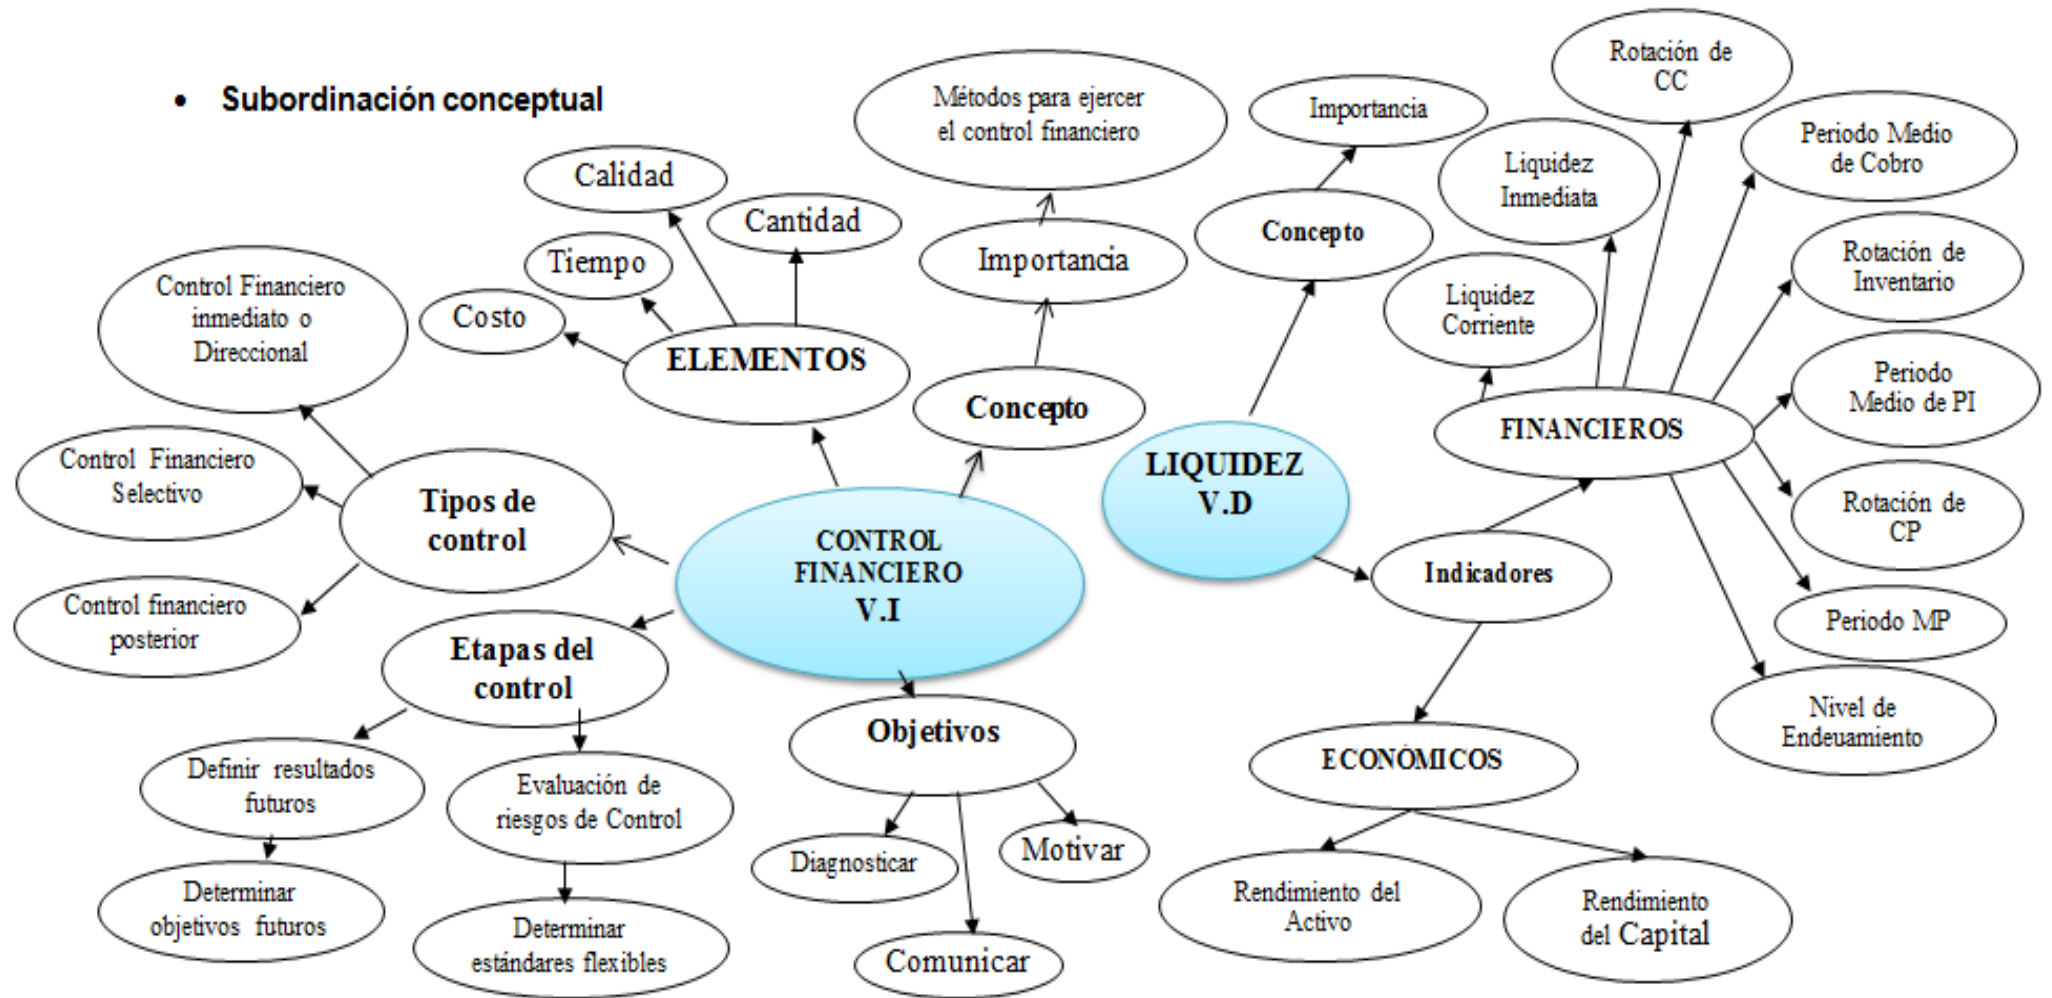 • Subordinación conceptual
Calidad
Cantidad
Tiempo
Costo
ELEMENTOS
Métodos para ejercer
el control financiero
Importancia
Concepto
Control Financiero
inmediato o
Direccional
Control Financiero
Selectivo
Control financiero
posterior
Tipos de
control
CONTROL
FINANCIERO
V.I
Etapas del
control
Definir resultados
futuros
Determinar
objetivos futuros
Evaluación de
riesgos de Control
Determinar
estándares flexibles
Objetivos
Diagnosticar
Comunicar
Motivar
Importancia
Concepto
LIQUIDEZ
V.D
Indicadores
FINANCIEROS
Liquidez
Corriente
Liquidez
Inmediata
Rotación de
CC
Periodo Medio
de Cobro
Rotación de
Inventario
Periodo
Medio de PI
Rotación de
CP
Periodo MP
Nivel de
Endeuamiento
ECONÓMICOS
Rendimiento del
Activo
Rendimiento
del Capital